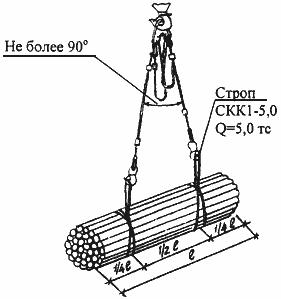 Не более 90°
Строп
СКК1-5,0
Q=5,0 тс
1/4 ℓ
1/2 ℓ
1/4 ℓ
ℓ